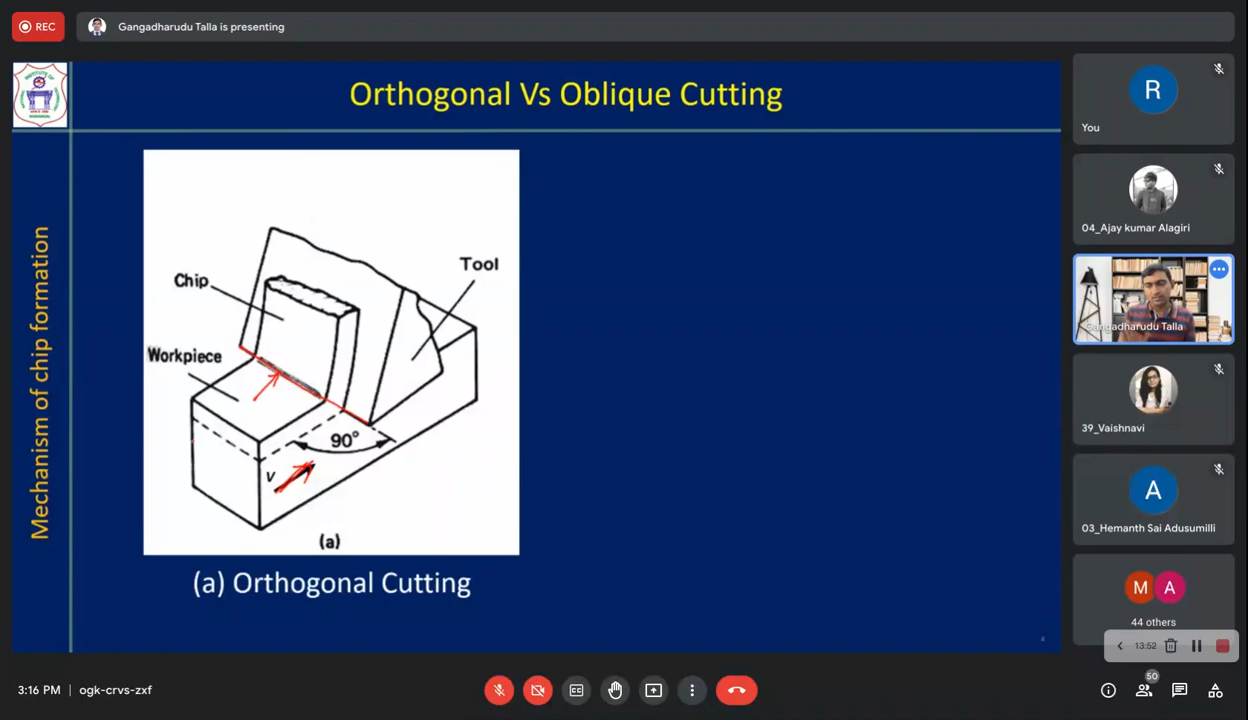 REC
Gangadharudu Talla is presenting
Orthogonal Vs Oblique Cutting
Mechanism of chip formation
Chip
Tool
Workpiece
90°
V
(a)
(a) Orthogonal Cutting
4
R
You
04_Ajay kumar Alagiri
Gangadharudu Talla
39_Vaishnavi
A
03_Hemanth Sai Adusumilli
M A
44 others
13:52
3:16 PM | ogk-crvs-zxf
CC
50